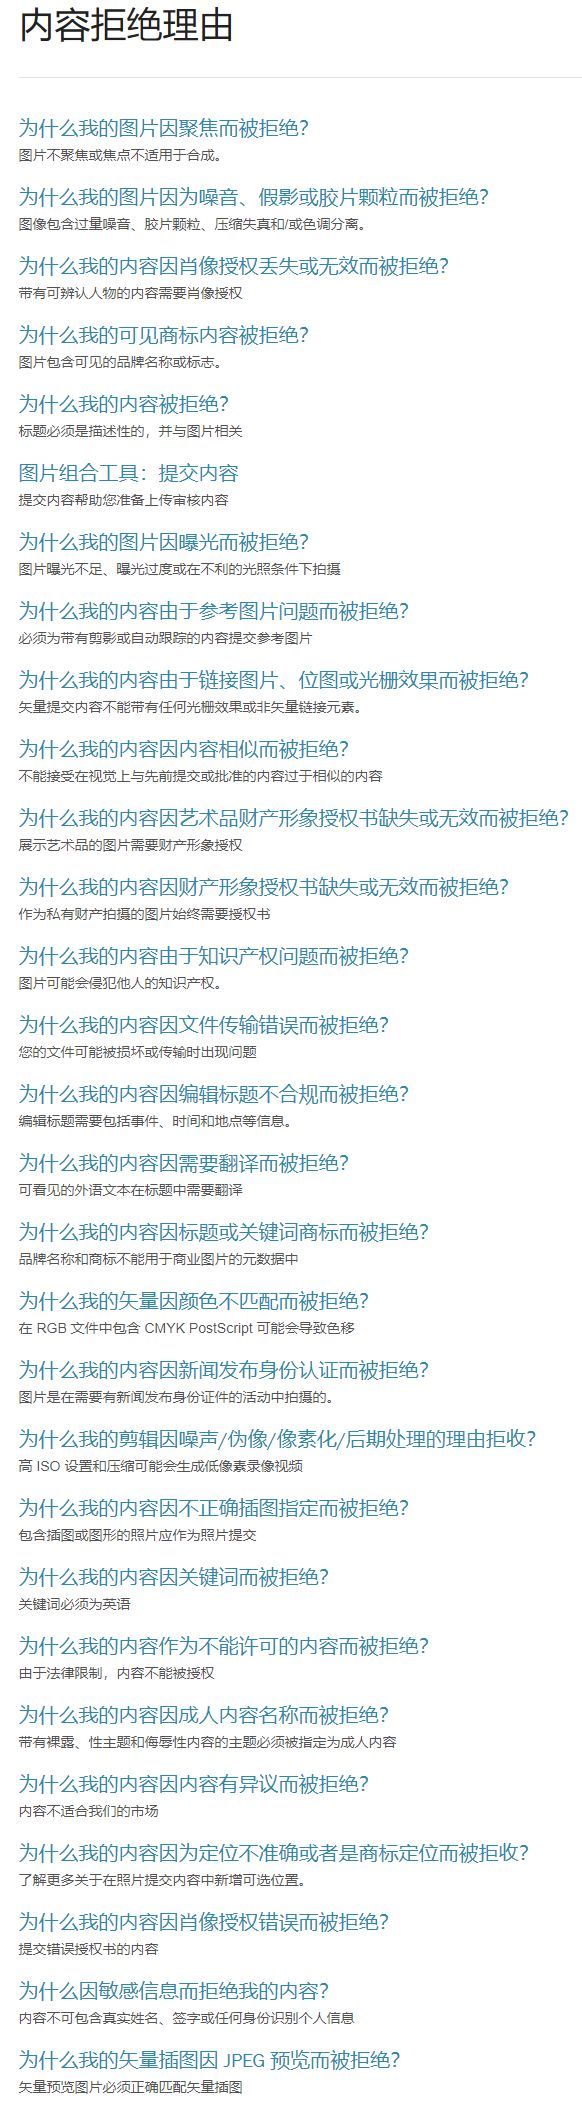 内容拒绝理由
为什么我的图片因聚焦而被拒绝？
图片不聚焦或焦点不适用于合成。
为什么我的图片因为噪音、假影或胶片颗粒而被拒绝？
图像包含过量噪音、胶片颗粒、压缩失真和/或色调分离。
为什么我的内容因肖像授权丢失或无效而被拒绝？
带有可辨认人物的内容需要肖像授权
为什么我的可见商标内容被拒绝？
图片包含可见的品牌名称或标志。
为什么我的内容被拒绝？
标题必须是描述性的，并与图片相关
图片组合工具：提交内容
提交内容帮助您准备上传审核内容
为什么我的图片因曝光而被拒绝？
图片曝光不足、曝光过度或在不利的光照条件下拍摄
为什么我的内容由于参考图片问题而被拒绝？
必须为带有剪影或自动跟踪的内容提交参考图片
为什么我的内容由于链接图片、位图或光栅效果而被拒绝？
矢量提交内容不能带有任何光栅效果或非矢量链接元素。
为什么我的内容因内容相似而被拒绝？
不能接受在视觉上与先前提交或批准的内容过于相似的内容
为什么我的内容因艺术品财产形象授权书缺失或无效而被拒绝？
展示艺术品的图片需要财产形象授权
为什么我的内容因财产形象授权书缺失或无效而被拒绝？
作为私有财产拍摄的图片始终需要授权书
为什么我的内容由于知识产权问题而被拒绝？
图片可能会侵犯他人的知识产权。
为什么我的内容因文件传输错误而被拒绝？
您的文件可能被损坏或传输时出现问题
为什么我的内容因编辑标题不合规而被拒绝？
编辑标题需要包括事件、时间和地点等信息。
为什么我的内容因需要翻译而被拒绝？
可看见的外语文本在标题中需要翻译
为什么我的内容因标题或关键词商标而被拒绝？
品牌名称和商标不能用于商业图片的元数据中
为什么我的矢量因颜色不匹配而被拒绝？
在 RGB 文件中包含 CMYK PostScript 可能会导致色移
为什么我的内容因新闻发布身份认证而被拒绝？
图片是在需要有新闻发布身份证件的活动中拍摄的。
为什么我的剪辑因噪声/伪像/像素化/后期处理的理由拒收？
高 ISO 设置和压缩可能会生成低像素录像视频
为什么我的内容因不正确插图指定而被拒绝？
包含插图或图形的照片应作为照片提交
为什么我的内容因关键词而被拒绝？
关键词必须为英语
为什么我的内容作为不能许可的内容而被拒绝？
由于法律限制，内容不能被授权
为什么我的内容因成人内容名称而被拒绝？
带有裸露、性主题和侮辱性内容的主题必须被指定为成人内容
为什么我的内容因内容有异议而被拒绝？
内容不适合我们的市场
为什么我的内容因为定位不准确或者是商标定位而被拒收？
了解更多关于在照片提交内容中新增可选位置。
为什么我的内容因肖像授权错误而被拒绝？
提交错误授权书的内容
为什么因敏感信息而拒绝我的内容？
内容不可包含真实姓名、签字或任何身份识别个人信息
为什么我的矢量插图因 JPEG 预览而被拒绝？
矢量预览图片必须正确匹配矢量插图